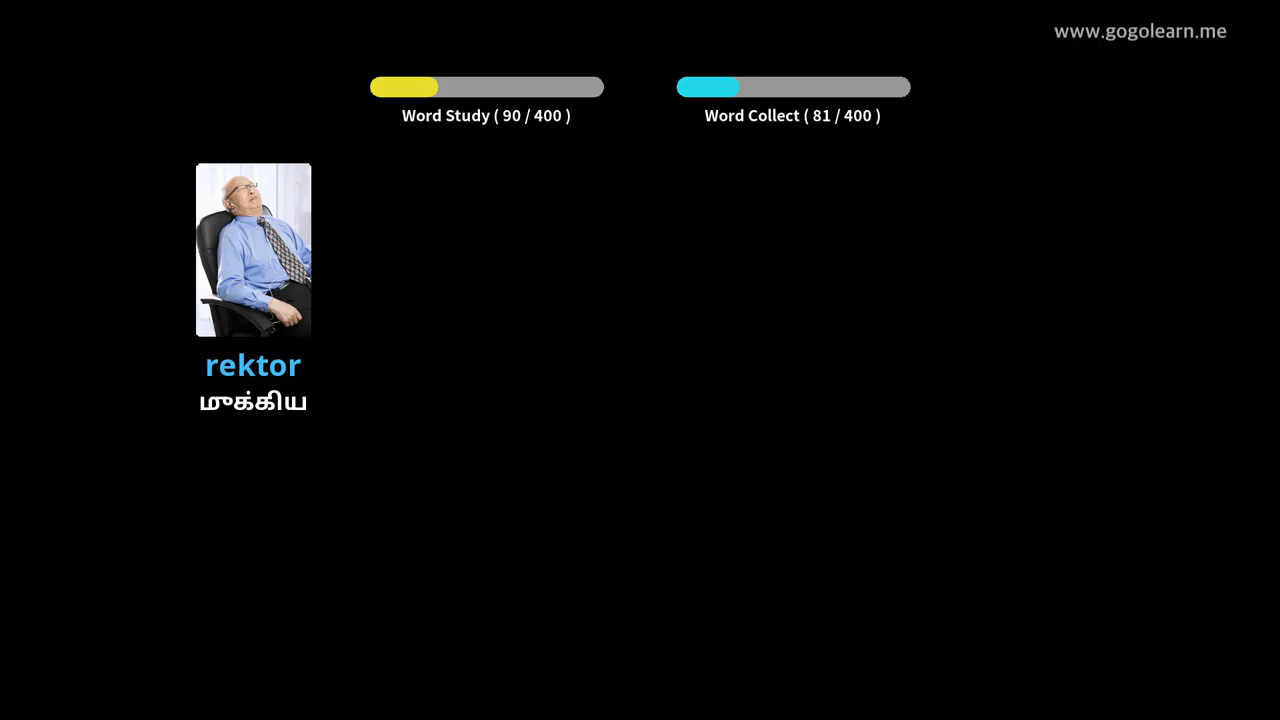 www.gogolearn.me
Word Study ( 90 / 400 )
Word Collect ( 81 / 400 )
rektor
முக்கிய